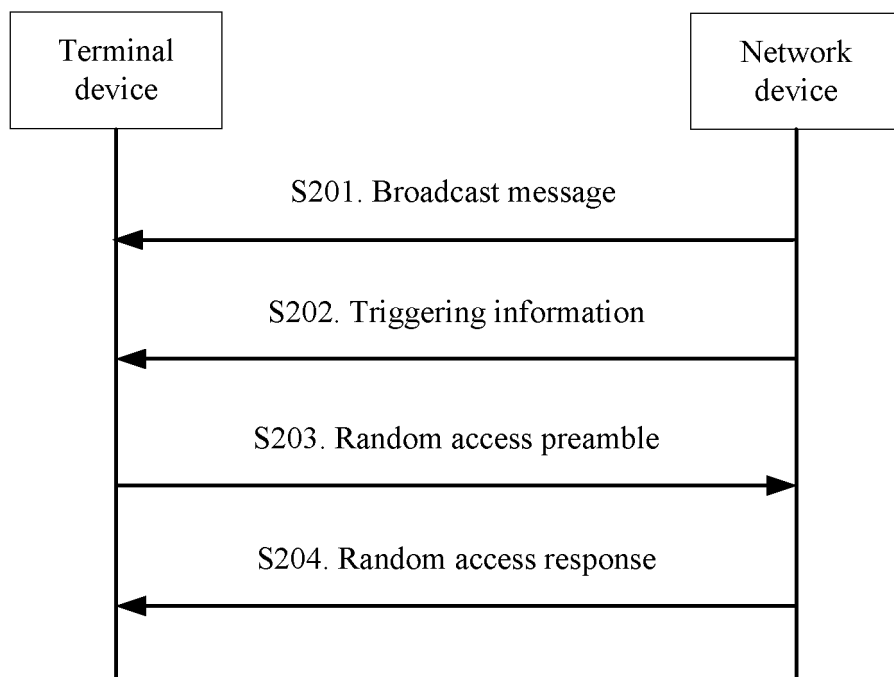 Terminal
device
Network
device
S201. Broadcast message
S202. Triggering information
S203. Random access preamble
S204. Random access response